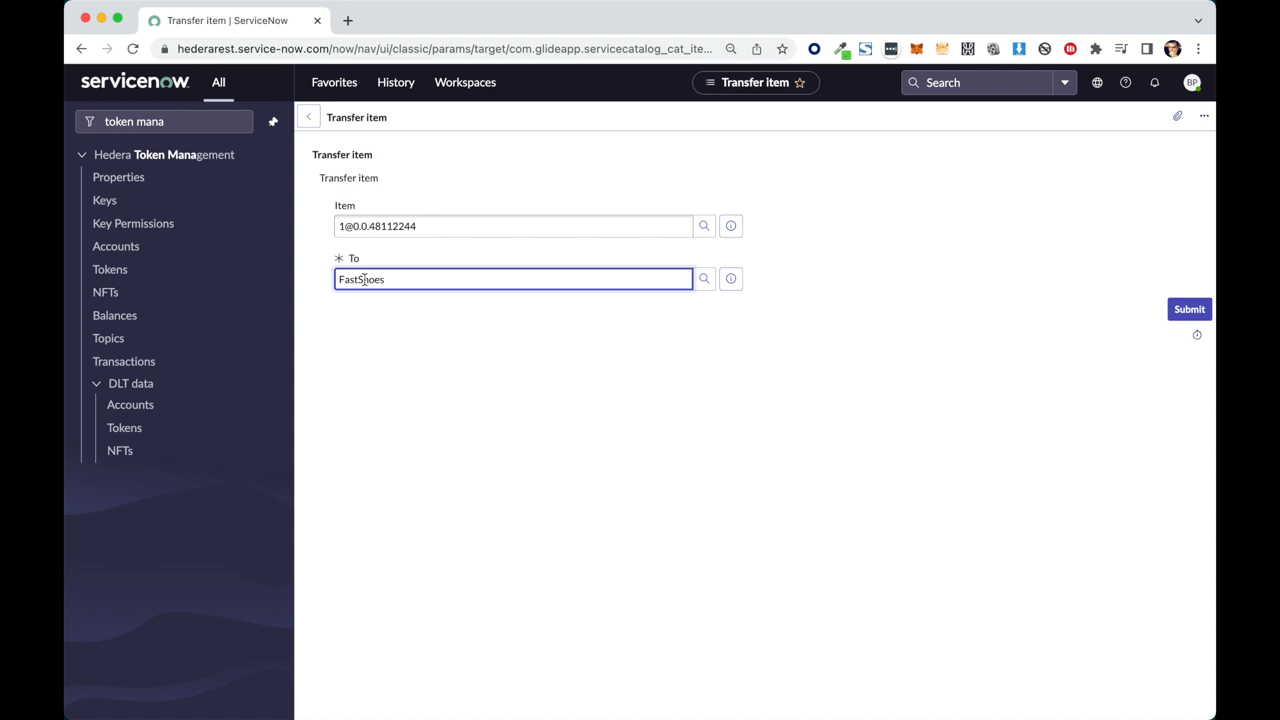 Transfer item | ServiceNow
hederarest.service-now.com/now/nav/ui/classic/params/target/com.glideapp.servicecatalog_cat_ite...
servicenow All Favorites History Workspaces Transfer item Search BP
token mana
Transfer item
Hedera Token Management
Properties
Keys
Key Permissions
Accounts
Tokens
NFTs
Balances
Topics
Transactions
DLT data
Accounts
Tokens
NFTs
Transfer item
Transfer item
Item
1@0.0.48112244
To
FastShoes
Submit